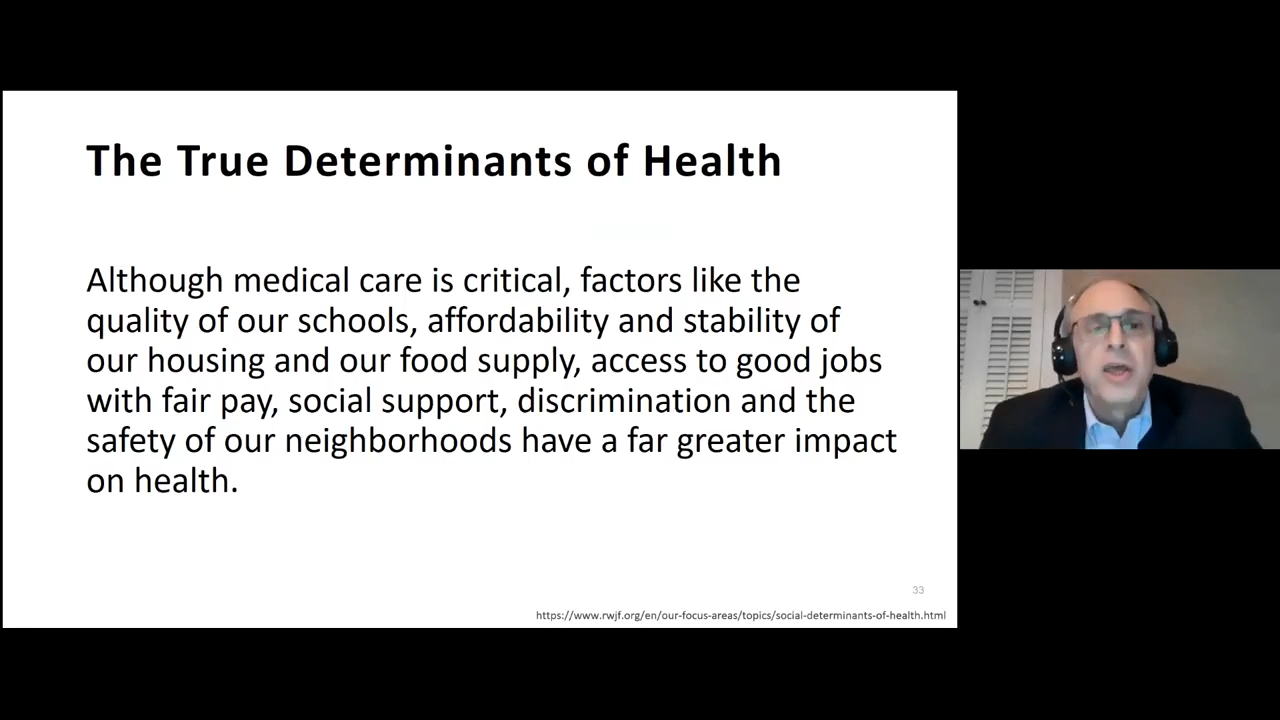 The True Determinants of Health
Although medical care is critical, factors like the
quality of our schools, affordability and stability of
our housing and our food supply, access to good jobs
with fair pay, social support, discrimination and the
safety of our neighborhoods have a far greater impact
on health.
33
https://www.rwjf.org/en/our-focus-areas/topics/social-determinants-of-health.html